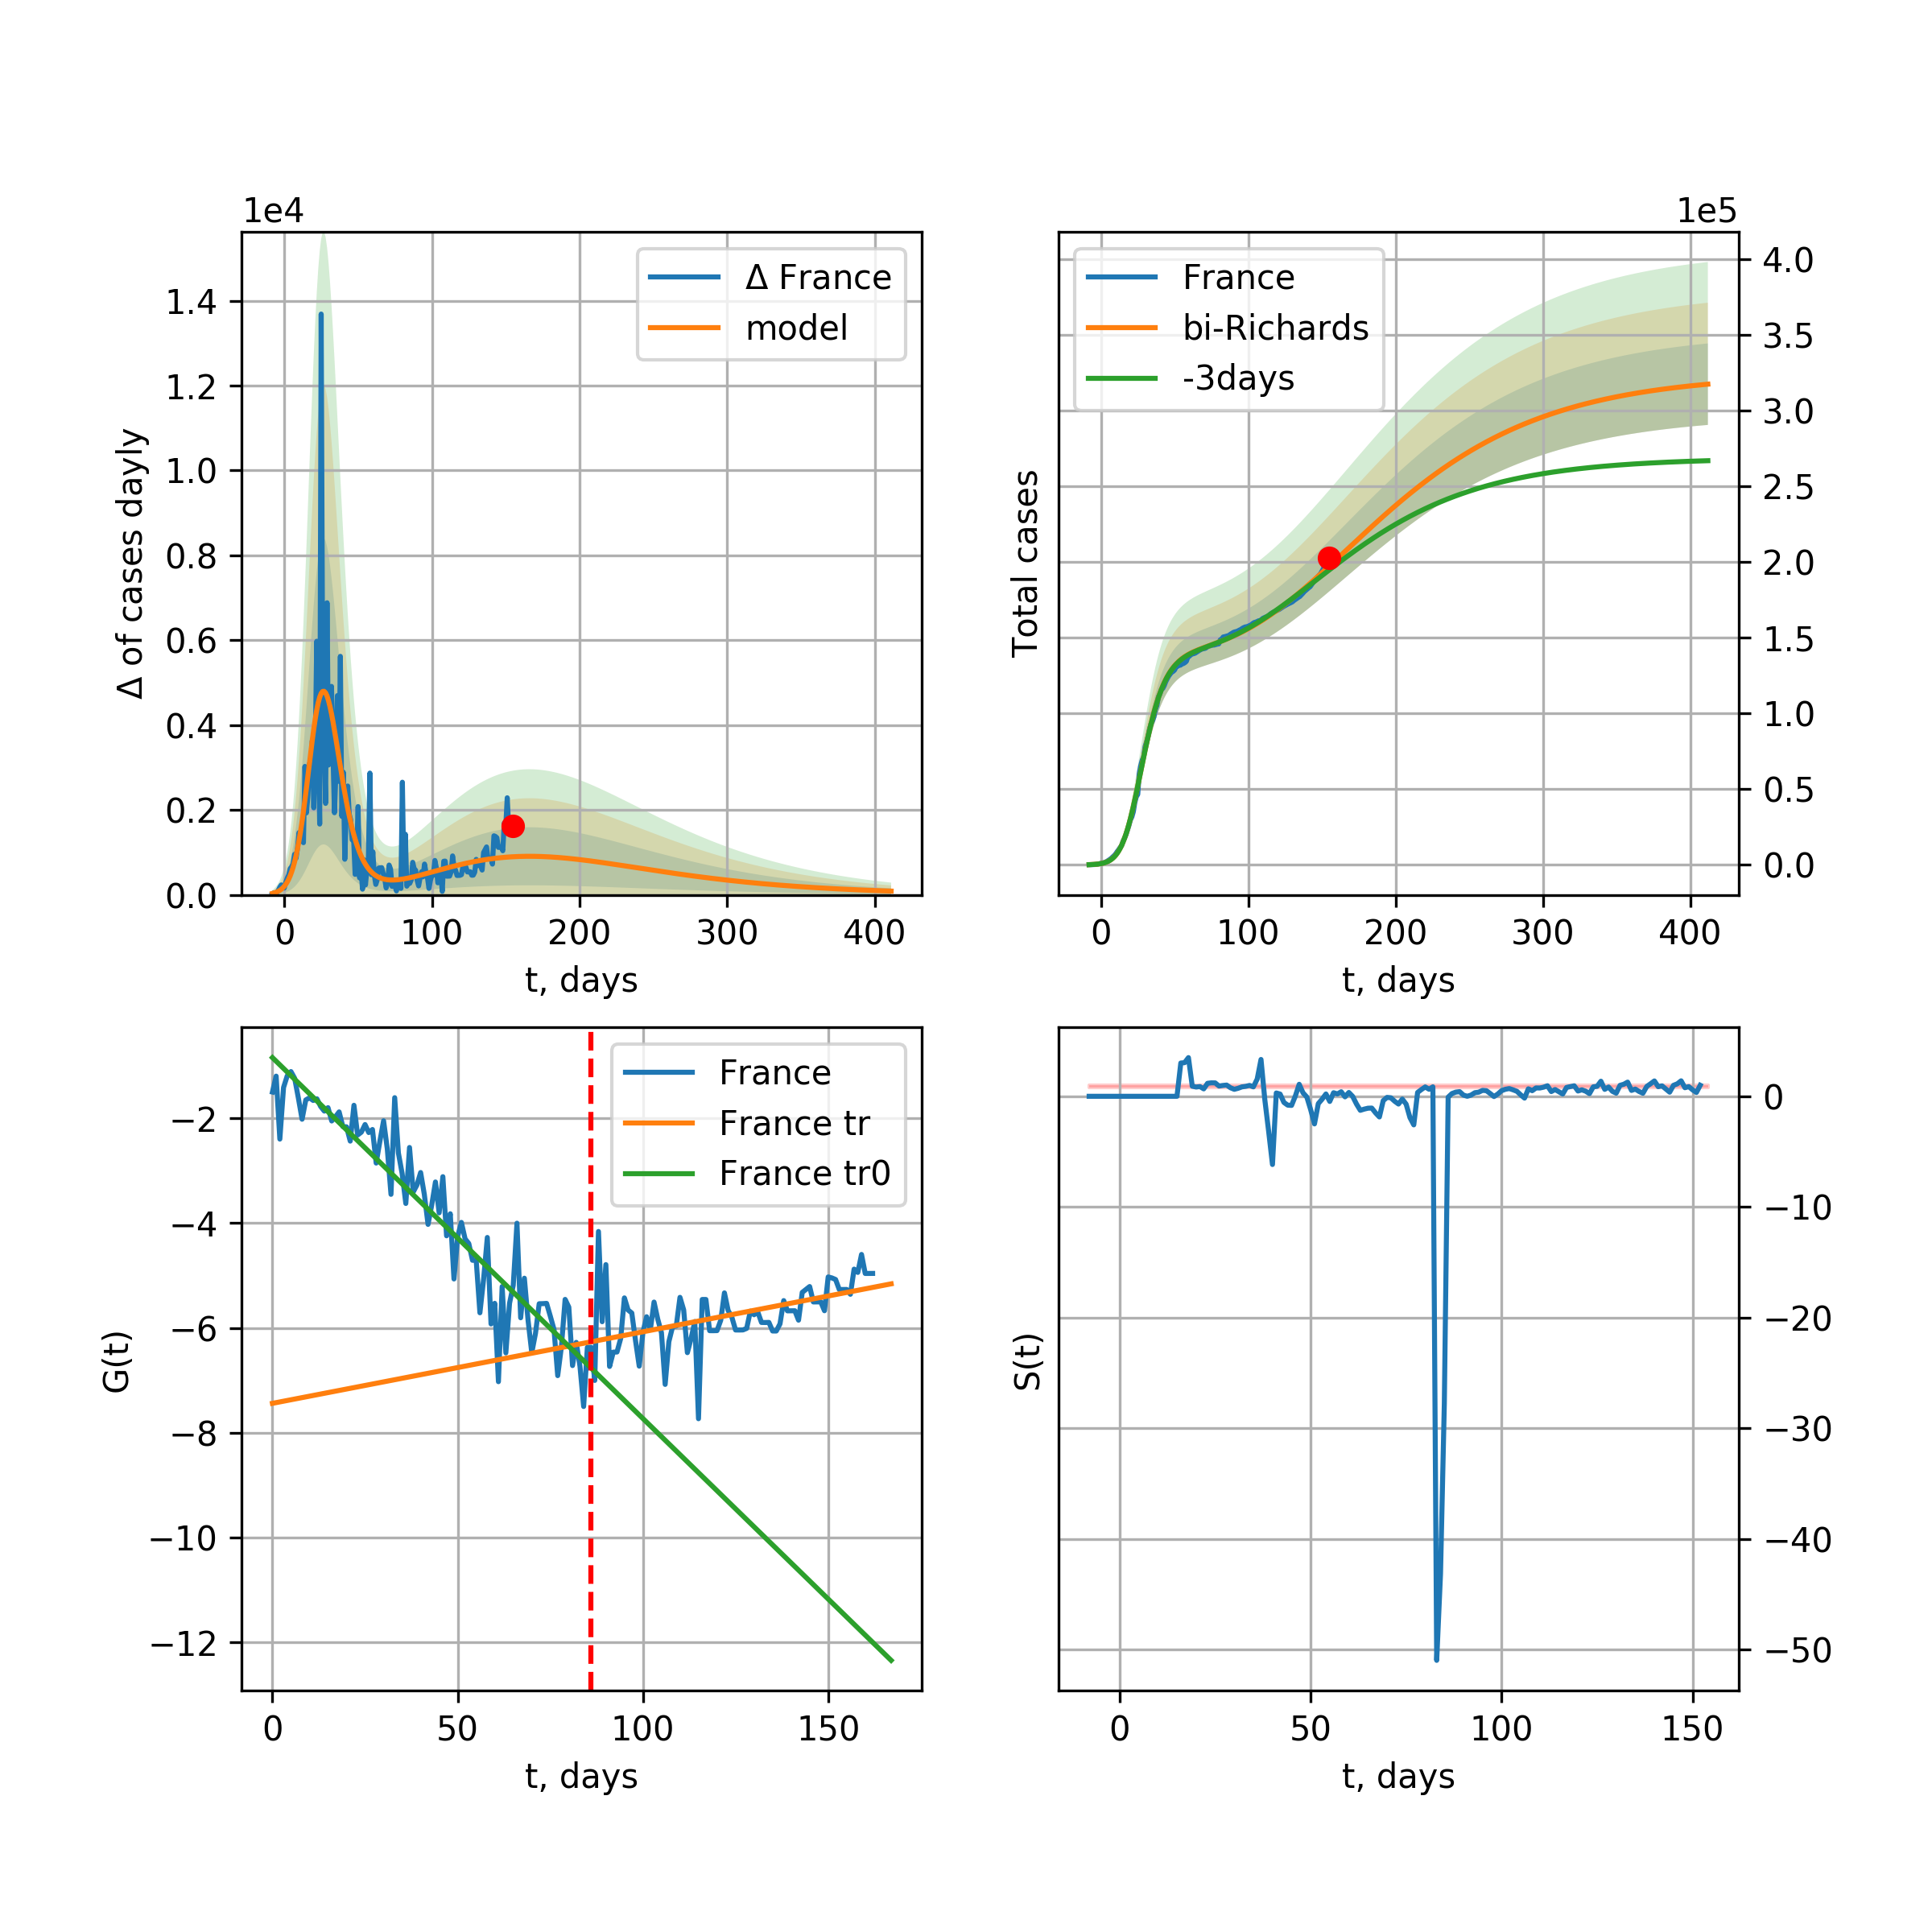 1e4
Δ France
model
1.4
1.2
1.0
0.8
0.6
0.4
0.2
0.0
Δ of cases dayly
0 100 200 300 400
t, days
1e5
France
bi-Richards
-3days
4.0
3.5
3.0
2.5
2.0
1.5
1.0
0.5
0.0
Total cases
0 100 200 300 400
t, days
France
France tr
France tr0
−2
−4
−6
−8
−10
−12
G(t)
0 50 100 150
t, days
0
−10
−20
−30
−40
−50
S(t)
0 50 100 150
t, days